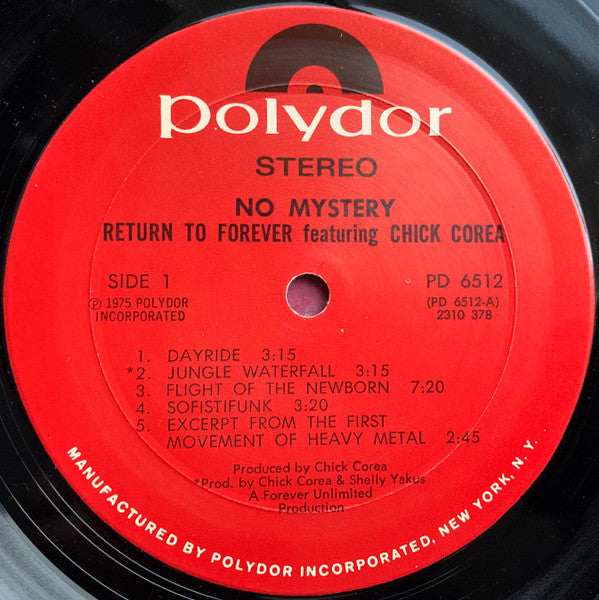 polydor
STEREO
NO MYSTERY
RETURN TO FOREVER featuring CHICK COREA
SIDE 1
PD 6512
℗ 1975 POLYDOR
INCORPORATED
(PD 6512-A)
2310 378
1. DAYRIDE 3:15
*2. JUNGLE WATERFALL 3:15
3. FLIGHT OF THE NEWBORN 7:20
4. SOFISTIFUNK 3:20
5. EXCERPT FROM THE FIRST
MOVEMENT OF HEAVY METAL 2:45
Produced by Chick Corea
*Prod. by Chick Corea & Shelly Yakus
A Forever Unlimited
Production
MANUFACTURED BY POLYDOR INCORPORATED, NEW YORK, N. Y.